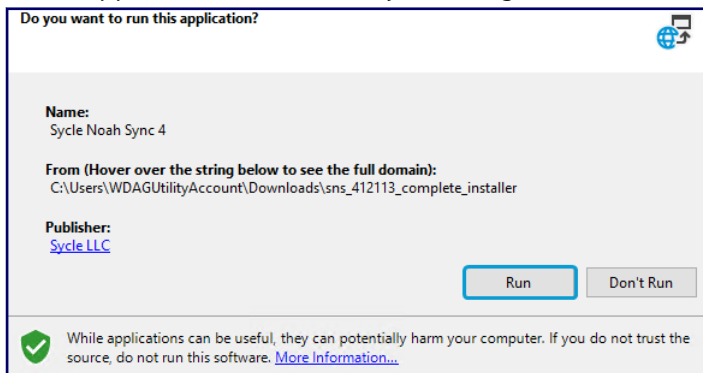 Do you want to run this application?
Name:
Sycle Noah Sync 4
From (Hover over the string below to see the full domain):
C:\Users\WDAGUtilityAccount\Downloads\sns_412113_complete_installer
Publisher:
Sycle LLC
Run
Don't Run
While applications can be useful, they can potentially harm your computer. If you do not trust the
source, do not run this software. More Information...